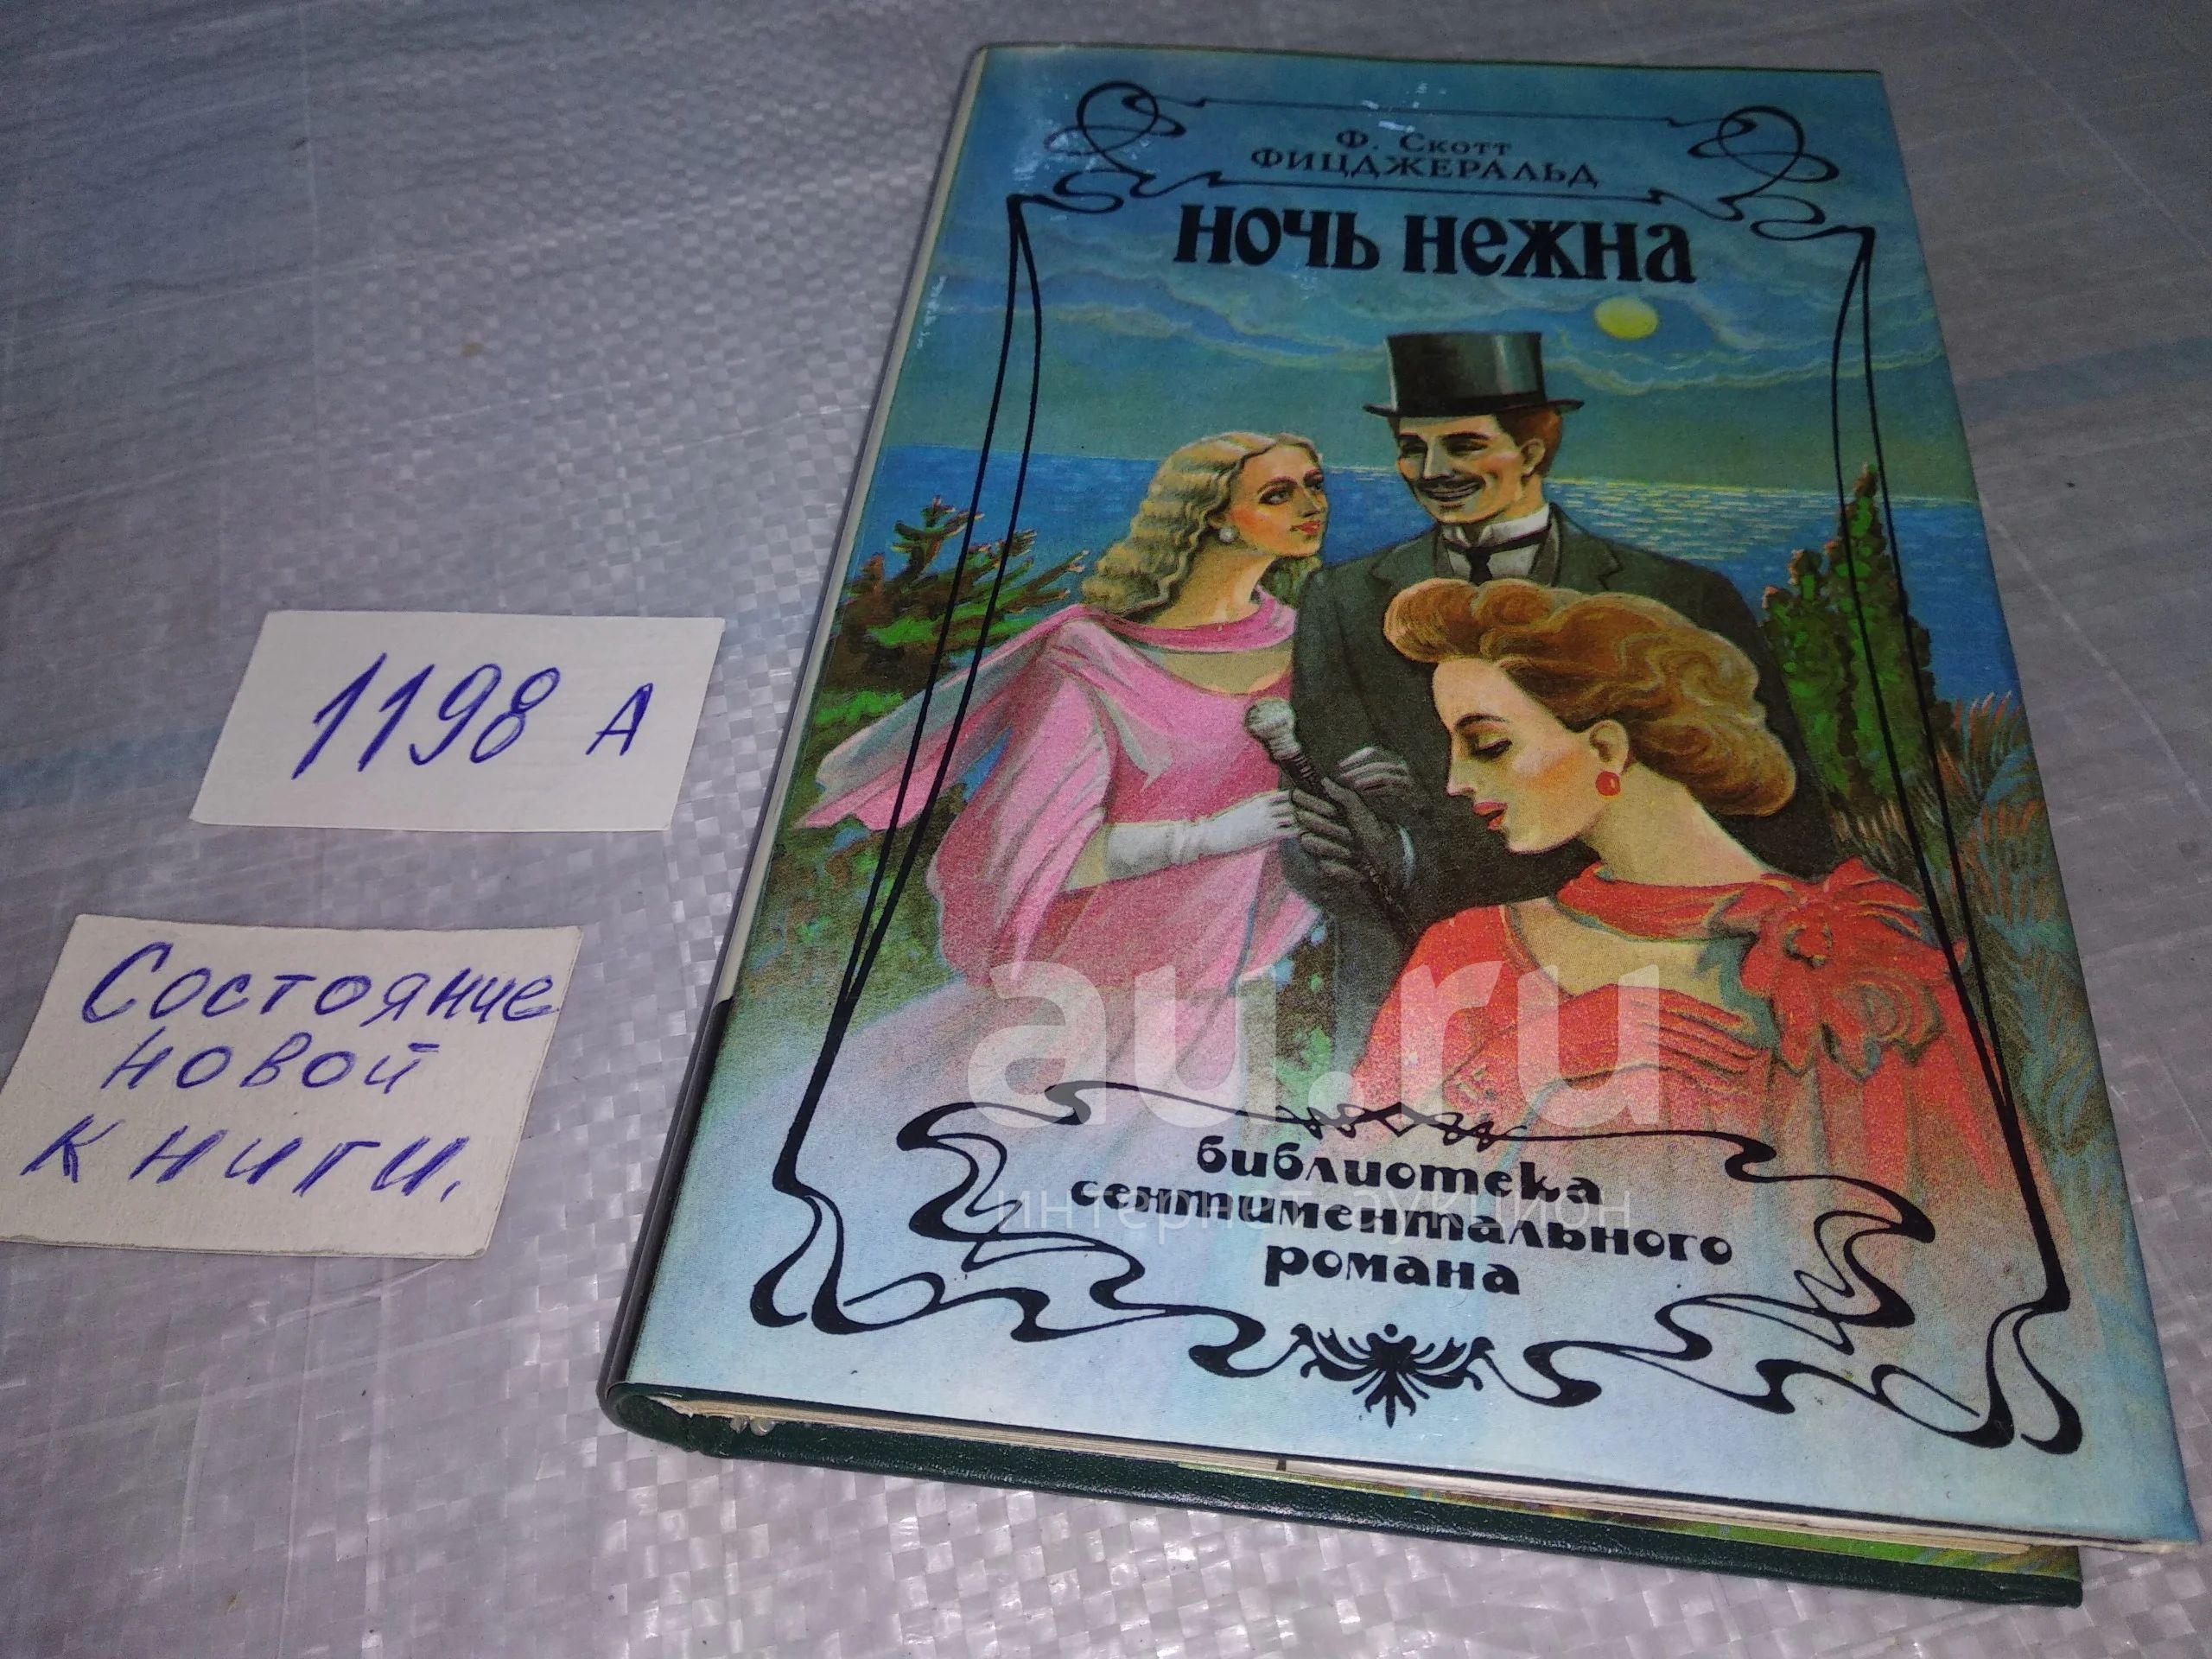 Ф. Скотт
ФИЦДЖЕРАЛЬД
ночь нежна
1198 А
Состояние
новой
книги.
au.ru
интернет аукцион
библиотека
сентиментального
романа